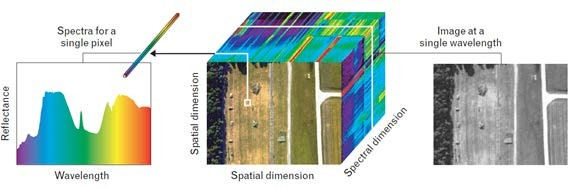 Spectra for a
single pixel
Image at a
single wavelength
Reflectance
Wavelength
Spatial dimension
Spatial dimension
Spectral dimension